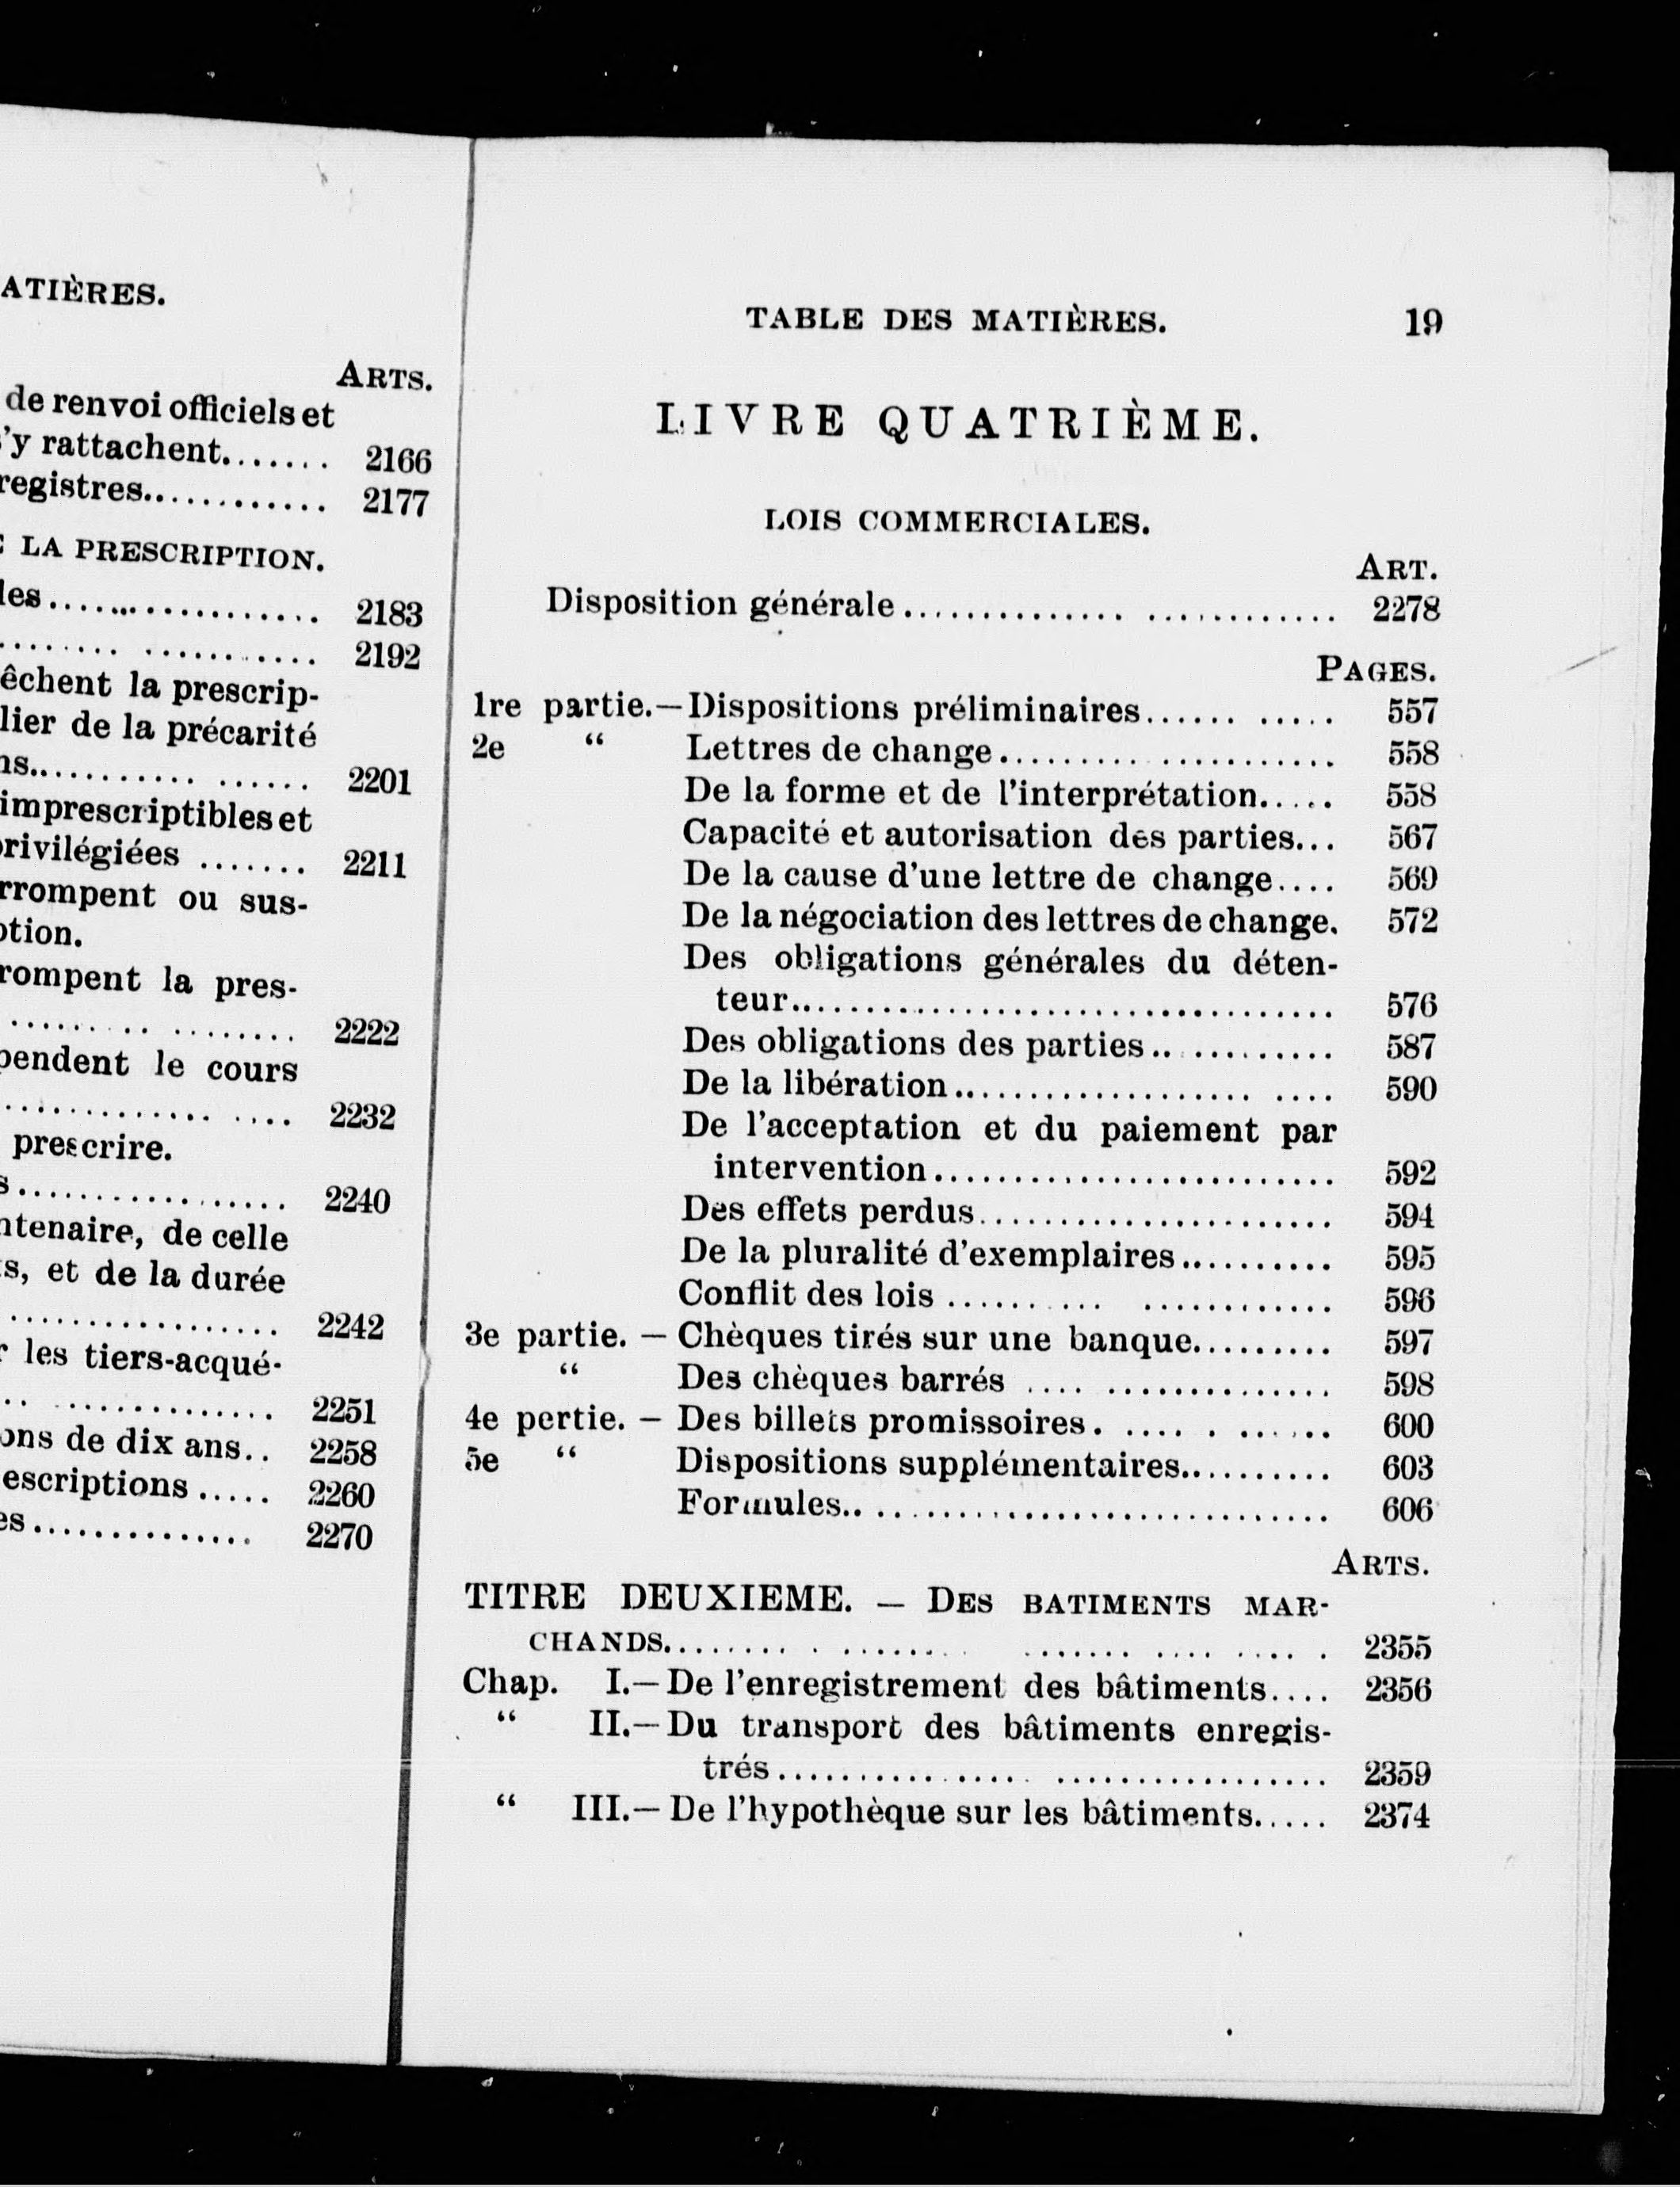 ATIÈRES.
ARTS.
de renvoi officiels et
s'y rattachent....... 2166
registres............ 2177
LA PRESCRIPTION.
les.................. 2183
........ ........... 2192
êchent la prescrip-
lier de la précarité
ns............ ...... 2201
imprescriptibles et
privilégiées ....... 2211
rrompent ou sus-
ption.
rompent la pres-
......... ........ 2222
pendent le cours
............. .... 2232
prescrire.
s................. 2240
ntenaire, de celle
ts, et de la durée
................. 2242
r les tiers-acqué-
.. .............. 2251
ons de dix ans.. 2258
escriptions ..... 2260
es.............. 2270
TABLE DES MATIÈRES. 19
LIVRE QUATRIÈME.
LOIS COMMERCIALES.
ART.
Disposition générale.............. ............ 2278
PAGES.
1re partie.—Dispositions préliminaires...... ..... 557
2e “ Lettres de change..................... 558
De la forme et de l'interprétation..... 558
Capacité et autorisation des parties... 567
De la cause d'une lettre de change.... 569
De la négociation des lettres de change. 572
Des obligations générales du déten-
teur.................................. 576
Des obligations des parties............ 587
De la libération................... .... 590
De l'acceptation et du paiement par
intervention......................... 592
Des effets perdus...................... 594
De la pluralité d'exemplaires.......... 595
Conflit des lois .......... ............ 596
3e partie. — Chèques tirés sur une banque......... 597
“ Des chèques barrés .... .............. 598
4e pertie. — Des billets promissoires. .... . ...... 600
5e “ Dispositions supplémentaires.......... 603
Formules.. ............................ 606
ARTS.
TITRE DEUXIEME. — DES BATIMENTS MAR-
CHANDS........ . ...... ....... .... .... . 2355
Chap. I.—De l'enregistrement des bâtiments.... 2356
“ II.—Du transport des bâtiments enregis-
trés................ ................. 2359
“ III.—De l'hypothèque sur les bâtiments..... 2374